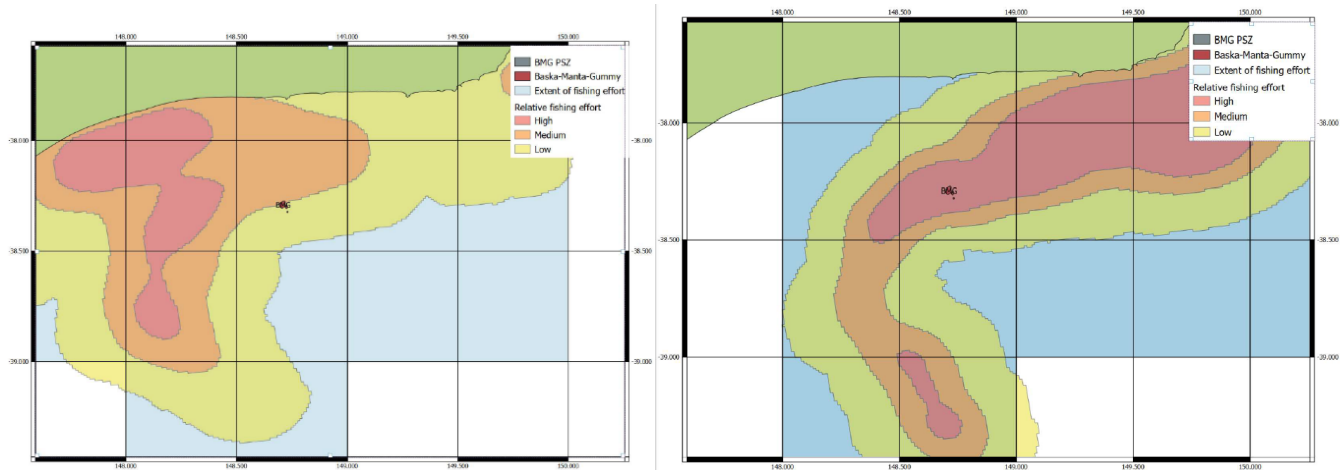 148.000 148.500 149.000 149.500 150.000
BMG PSZ
Baska-Manta-Gummy
Extent of fishing effort
Relative fishing effort
High
Medium
Low
-38.000 -38.000
BMG
-38.500 -38.500
-39.000 -39.000
148.000 148.500 149.000 149.500 150.000
148.000 148.500 149.000 149.500 150.000
BMG PSZ
Baska-Manta-Gummy
Extent of fishing effort
Relative fishing effort
High
Medium
Low
-38.000 -38.000
BMG
-38.500 -38.500
-39.000 -39.000
148.000 148.500 149.000 149.500 150.000